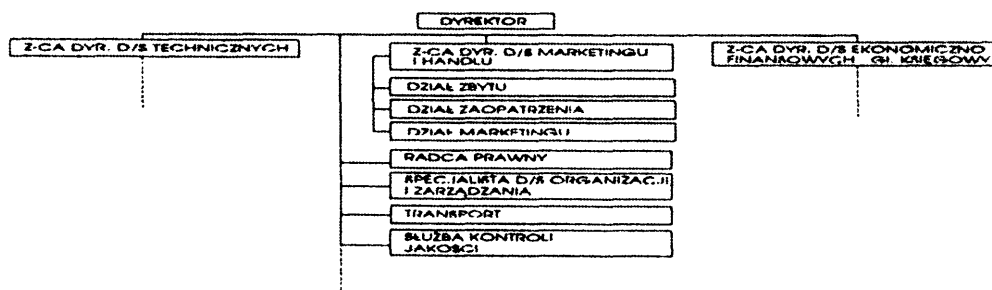 DYREKTOR
Z-CA DYR. D/S TECHNICZNYCH
Z-CA DYR. D/S MARKETINGU
I HANDLU
Z-CA DYR. D/S EKONOMICZNO
FINANSOWYCH GŁ. KSIĘGOWY
DZIAŁ ZBYTU
DZIAŁ ZAOPATRZENIA
DZIAŁ MARKETINGU
RADCA PRAWNY
SPECJALISTA D/S ORGANIZACJI
I ZARZĄDZANIA
TRANSPORT
SŁUŻBA KONTROLI
JAKOŚCI